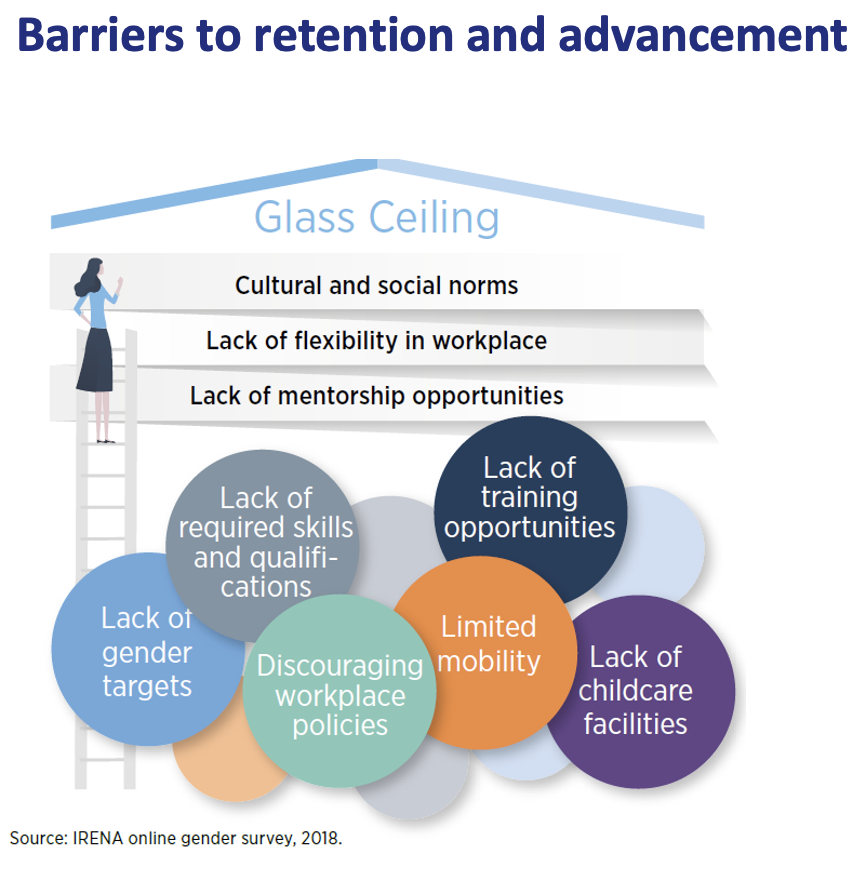 Barriers to retention and advancement
Glass Ceiling
Cultural and social norms
Lack of flexibility in workplace
Lack of mentorship opportunities
Lack of
training
opportunities
Lack of
required skills
and qualifi-
cations
Lack of
gender
targets
Discouraging
workplace
policies
Limited
mobility
Lack of
childcare
facilities
Source: IRENA online gender survey, 2018.